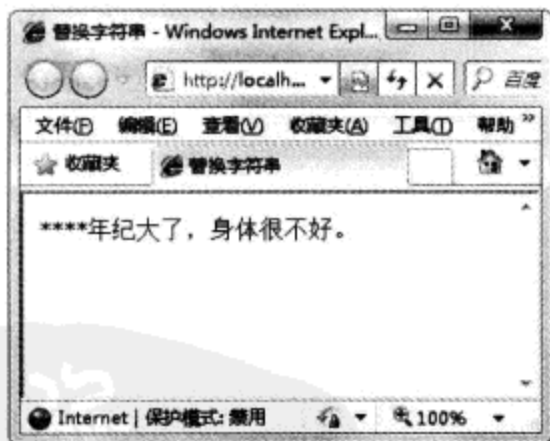 替换字符串 - Windows Internet Expl...
http://localh... 百度
文件(F) 编辑(E) 查看(V) 收藏夹(A) 工具(T) 帮助 »
收藏夹 替换字符串
****年纪大了，身体很不好。
Internet | 保护模式: 禁用 100%